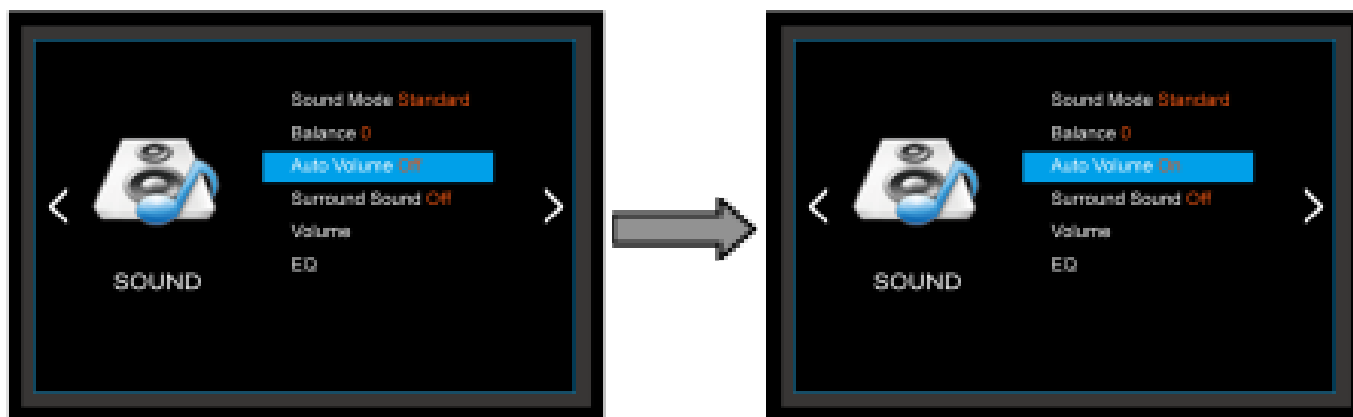 Sound Mode Standard
Balance 0
Auto Volume Off
Surround Sound Off
Volume
EQ
SOUND
Sound Mode Standard
Balance 0
Auto Volume On
Surround Sound Off
Volume
EQ
SOUND